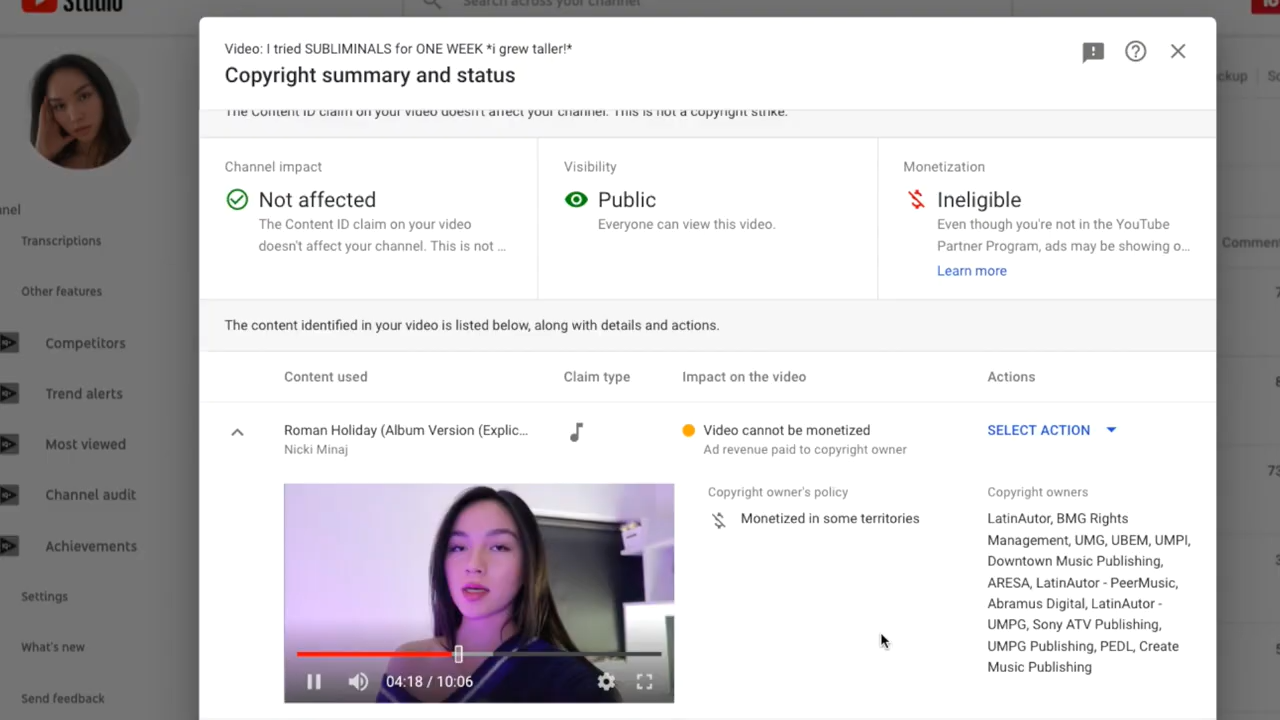 Studio
Search across your channel
Video: I tried SUBLIMINALS for ONE WEEK *i grew taller!*
Copyright summary and status
The Content ID claim on your video doesn't affect your channel. This is not a copyright strike.
Channel impact
Visibility
Monetization
Not affected
Public
Ineligible
The Content ID claim on your video
doesn't affect your channel. This is not ...
Everyone can view this video.
Even though you're not in the YouTube
Partner Program, ads may be showing o...
Learn more
The content identified in your video is listed below, along with details and actions.
Content used
Claim type
Impact on the video
Actions
Roman Holiday (Album Version (Explic...
Nicki Minaj
Video cannot be monetized
Ad revenue paid to copyright owner
SELECT ACTION
Copyright owner's policy
Monetized in some territories
Copyright owners
LatinAutor, BMG Rights
Management, UMG, UBEM, UMPI,
Downtown Music Publishing,
ARESA, LatinAutor - PeerMusic,
Abramus Digital, LatinAutor -
UMPG, Sony ATV Publishing,
UMPG Publishing, PEDL, Create
Music Publishing
04:18 / 10:06
nel
Transcriptions
Other features
Competitors
Trend alerts
Most viewed
Channel audit
Achievements
Settings
What's new
Send feedback
ckup
Commen